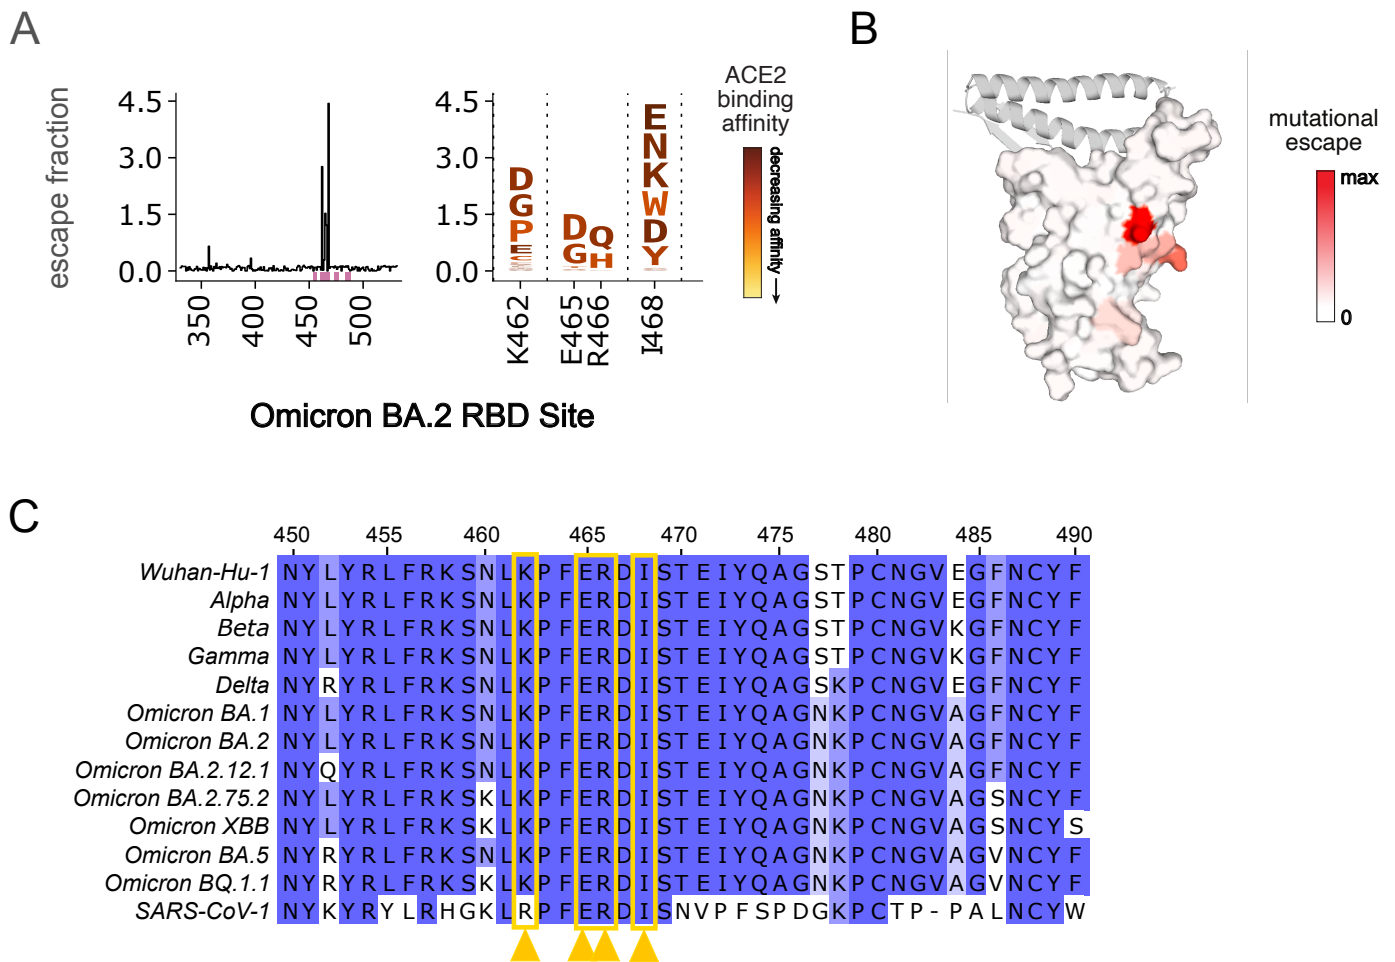 A
B
escape fraction
4.5
3.0
1.5
0.0
350
400
450
500
4.5
3.0
1.5
0.0
D
G
P
E
D
G
Q
H
E
N
K
W
D
Y
K462
E465
R466
I468
Omicron BA.2 RBD Site
ACE2
binding
affinity
decreasing affinity
mutational
escape
max
0
C
450 455 460 465 470 475 480 485 490
Wuhan-Hu-1 NYLYRLFRKSNLKPFERDISTEIYQAGSTPCNGVEGFNCYF
Alpha NYLYRLFRKSNLKPFERDISTEIYQAGSTPCNGVEGFNCYF
Beta NYLYRLFRKSNLKPFERDISTEIYQAGSTPCNGVKGFNCYF
Gamma NYLYRLFRKSNLKPFERDISTEIYQAGSTPCNGVKGFNCYF
Delta NYRYRLFRKSNLKPFERDISTEIYQAGSKPCNGVEGFNCYF
Omicron BA.1 NYLYRLFRKSNLKPFERDISTEIYQAGNKPCNGVAGFNCYF
Omicron BA.2 NYLYRLFRKSNLKPFERDISTEIYQAGNKPCNGVAGFNCYF
Omicron BA.2.12.1 NYQYRLFRKSNLKPFERDISTEIYQAGNKPCNGVAGFNCYF
Omicron BA.2.75.2 NYLYRLFRKSKLKPFERDISTEIYQAGNKPCNGVAGSNCYF
Omicron XBB NYLYRLFRKSKLKPFERDISTEIYQAGNKPCNGVAGSNCYS
Omicron BA.5 NYRYRLFRKSNLKPFERDISTEIYQAGNKPCNGVAGVNCYF
Omicron BQ.1.1 NYRYRLFRKSKLKPFERDISTEIYQAGNKPCNGVAGVNCYF
SARS-CoV-1 NYKYRYLRHGKLRPFERDISNVPFSPDGKPCTP-PALNCYW